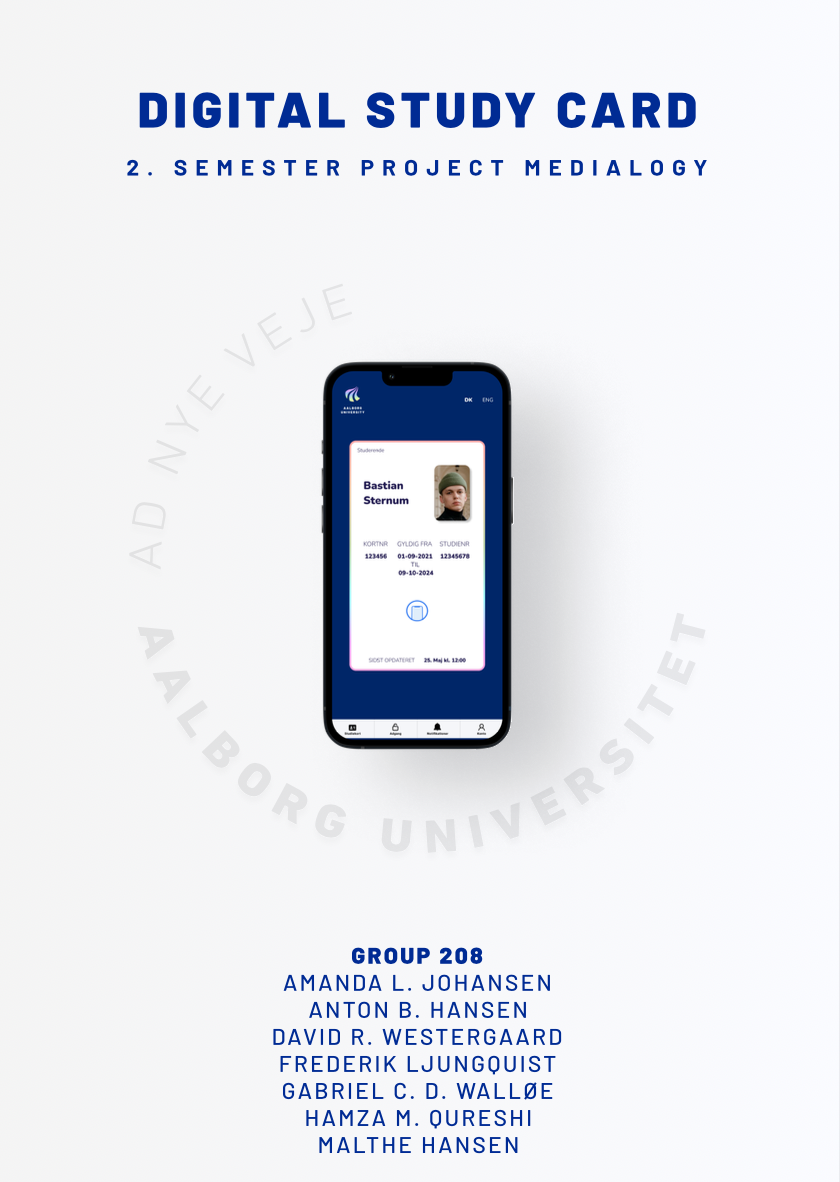 DIGITAL STUDY CARD
2. SEMESTER PROJECT MEDIALOGY
AD NYE VEJE
AALBORG
UNIVERSITY
DK ENG
Studerende
Bastian
Sternum
KORTNR GYLDIG FRA STUDIENR
123456 01-09-2021 12345678
TIL
09-10-2024
SIDST OPDATERET 25. Maj kl. 12:00
Studiekort Adgang Notifikationer Konto
AALBORG UNIVERSITET
GROUP 208
AMANDA L. JOHANSEN
ANTON B. HANSEN
DAVID R. WESTERGAARD
FREDERIK LJUNGQUIST
GABRIEL C. D. WALLØE
HAMZA M. QURESHI
MALTHE HANSEN